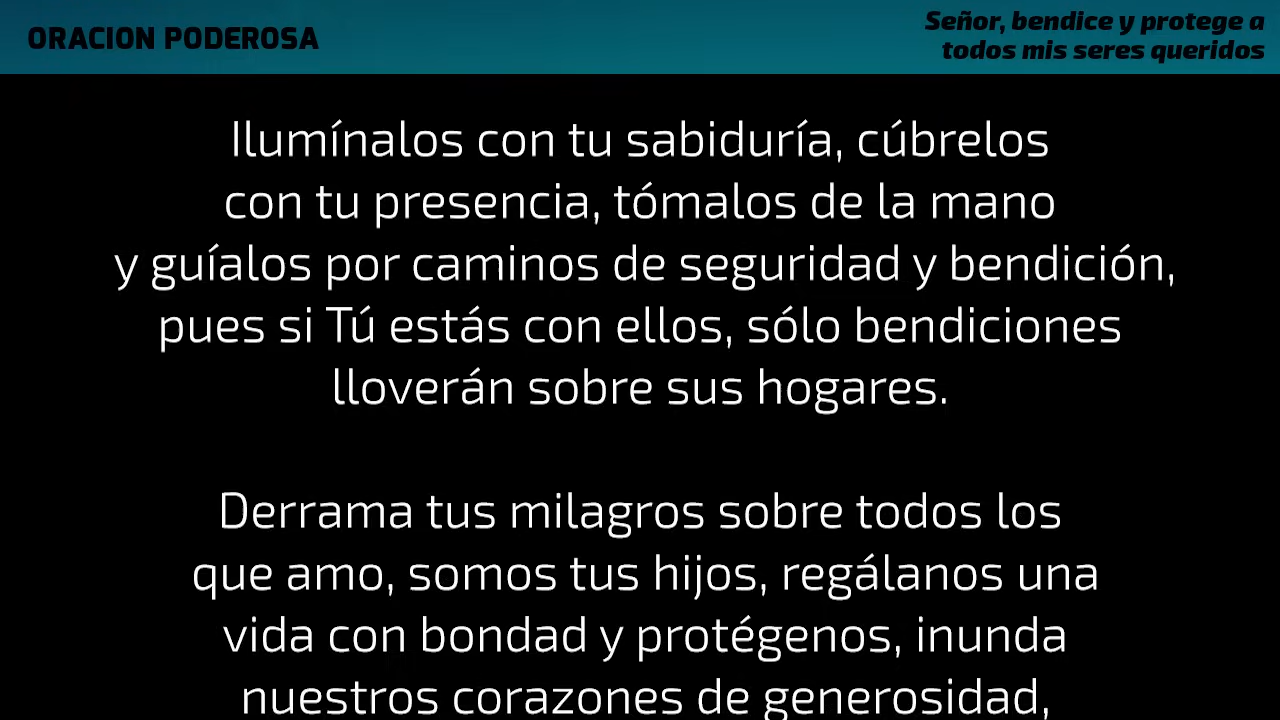 ORACION PODEROSA
Señor, bendice y protege a
todos mis seres queridos
Ilumínalos con tu sabiduría, cúbrelos
con tu presencia, tómalos de la mano
y guíalos por caminos de seguridad y bendición,
pues si Tú estás con ellos, sólo bendiciones
lloverán sobre sus hogares.
Derrama tus milagros sobre todos los
que amo, somos tus hijos, regálanos una
vida con bondad y protégenos, inunda
nuestros corazones de generosidad,